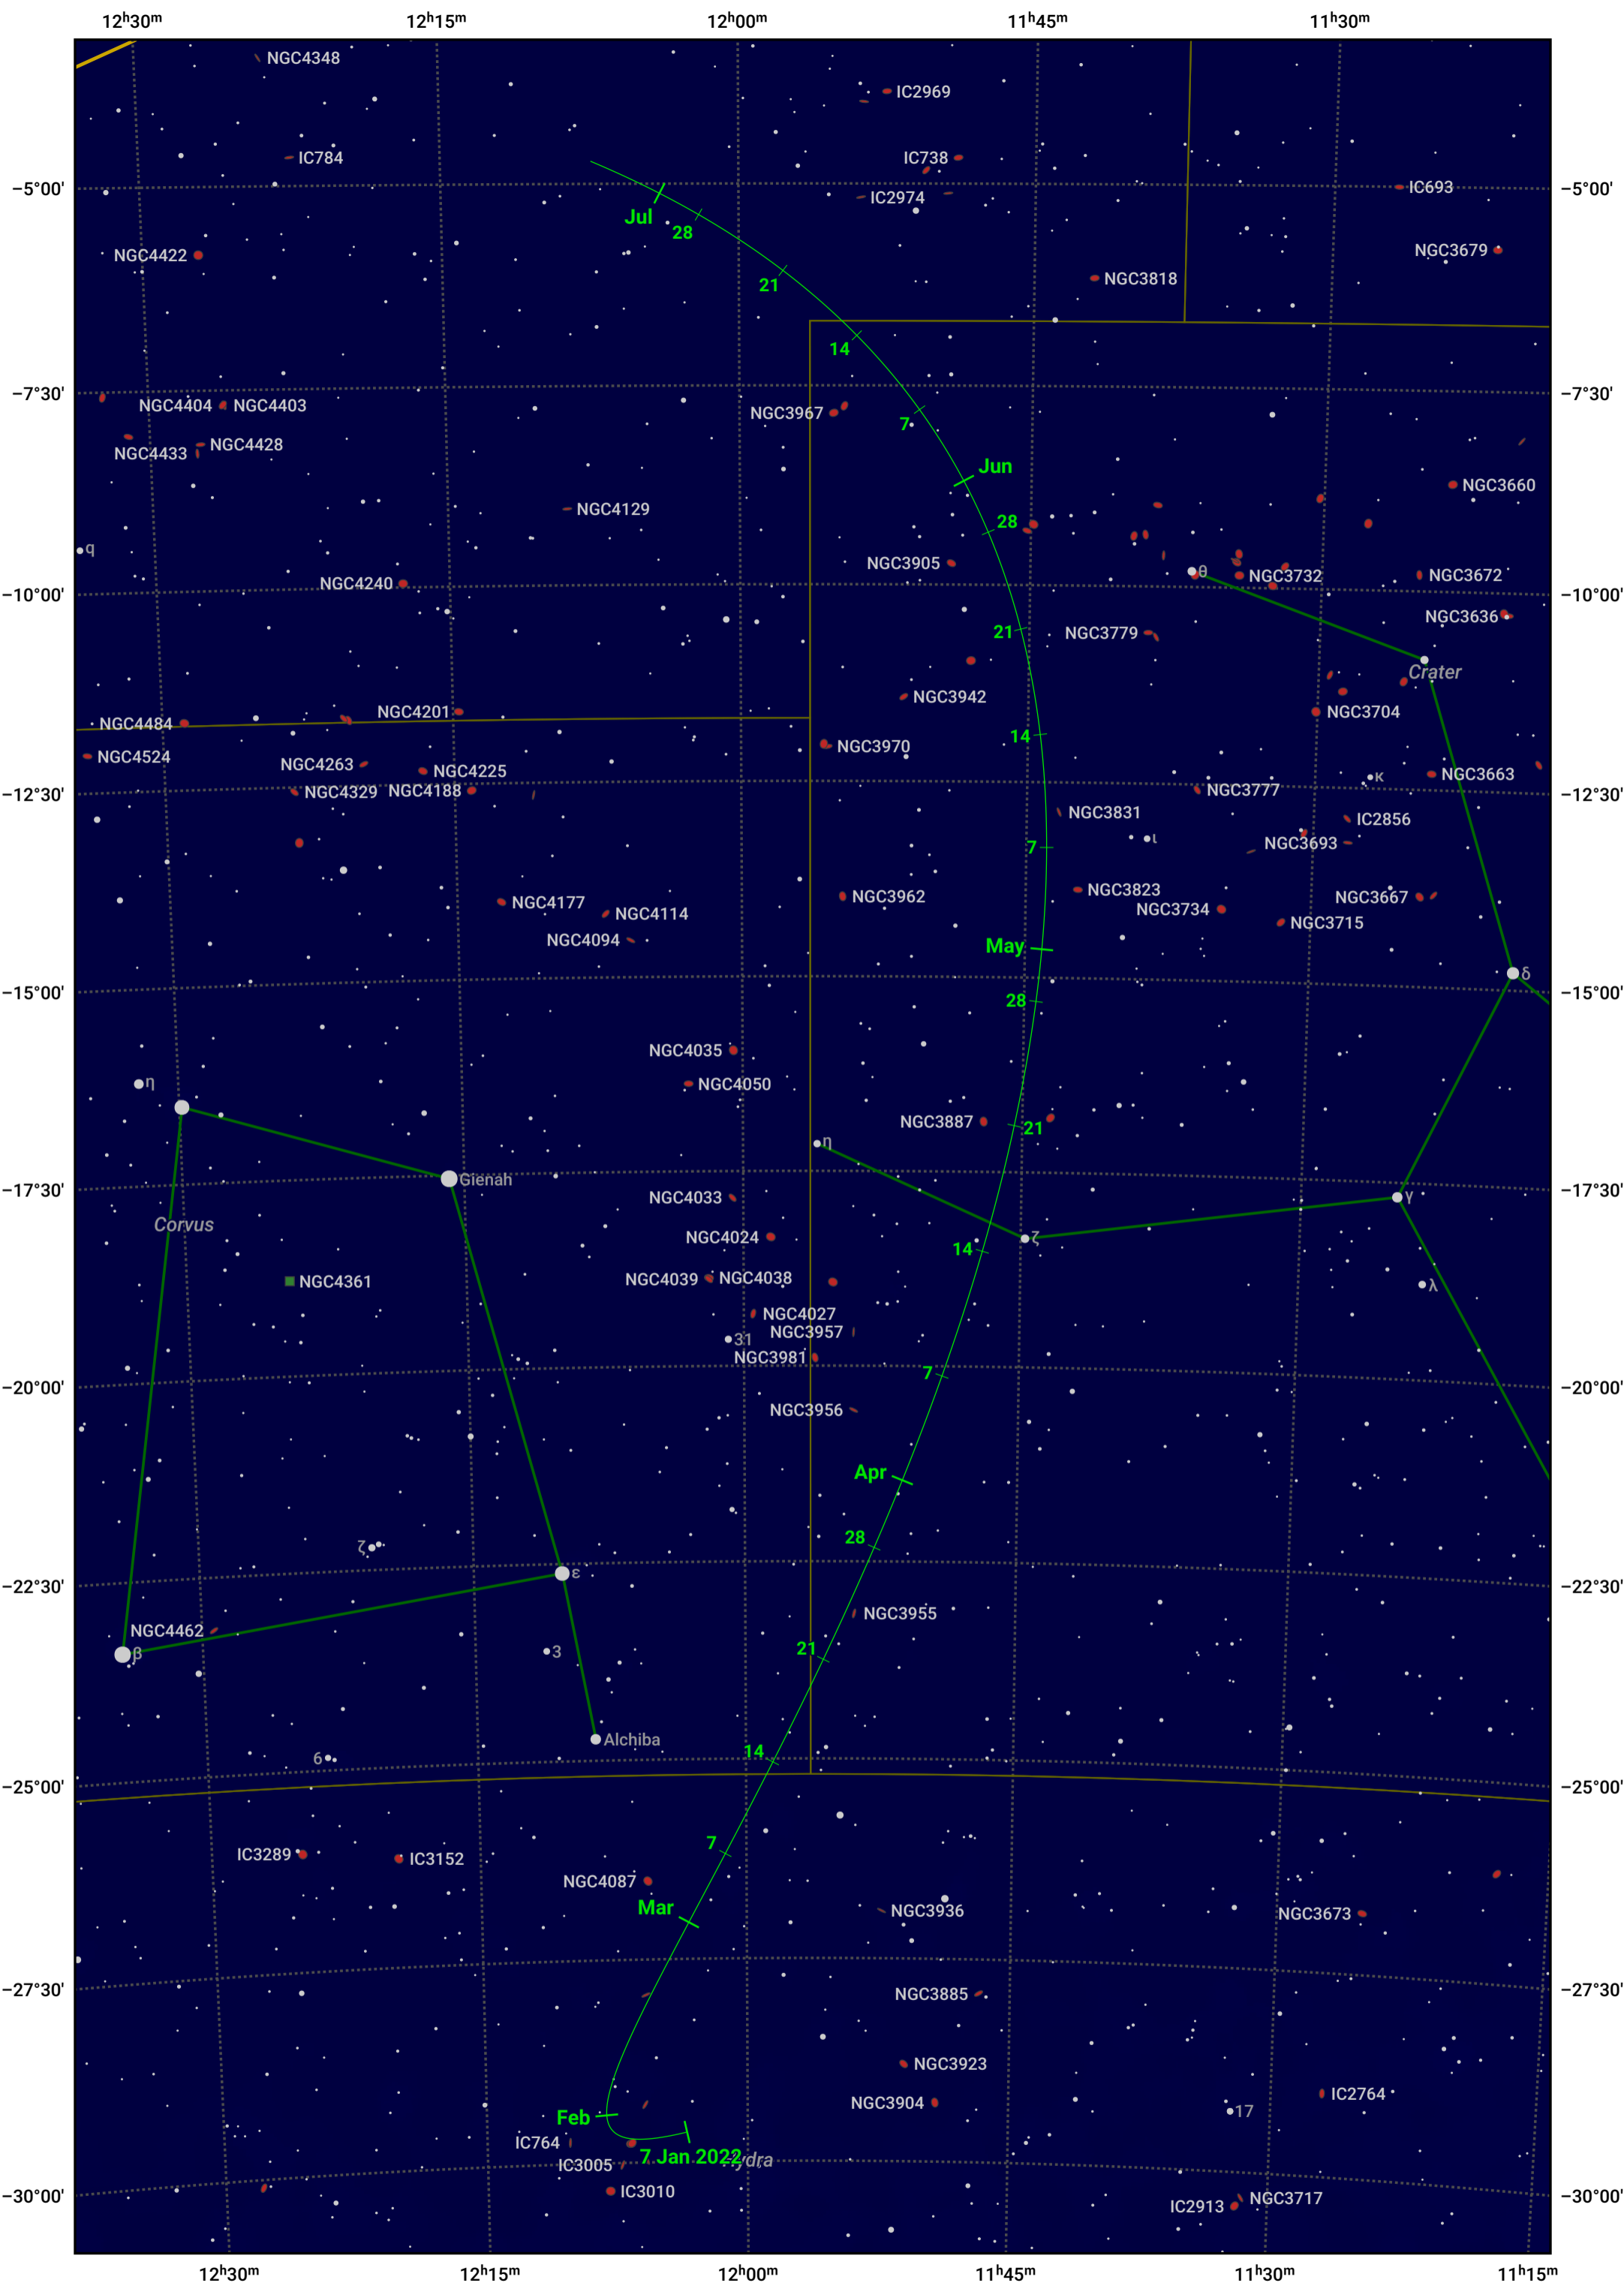 12h30m 12h15m 12h00m 11h45m 11h30m
NGC4348
IC2969
IC784
IC738
-5°00' -5°00'
IC693
IC2974
Jul
28
NGC4422
NGC3679
NGC3818
21
14
-7°30' -7°30'
NGC4404 NGC4403
NGC3967
7
NGC4428
NGC4433
Jun
NGC3660
NGC4129
28
q
NGC3905
θ
NGC3732
NGC3672
NGC4240
-10°00' -10°00'
NGC3636
21
NGC3779
Crater
NGC3942
NGC4201
NGC3704
NGC4484
14
NGC3970
NGC4524
NGC4263
NGC4225
κ
NGC3663
NGC4329
NGC4188
NGC3777
-12°30' -12°30'
NGC3831
IC2856
ι
NGC3693
7
NGC3823
NGC3962
NGC3667
NGC4177
NGC3734
NGC4114
NGC3715
NGC4094
May
δ
-15°00' -15°00'
28
NGC4035
η
NGC4050
NGC3887
21
η
Gienah
-17°30' -17°30'
NGC4033
γ
Corvus
NGC4024
ζ
14
NGC4039 NGC4038
NGC4361
λ
NGC4027
NGC3957
31
NGC3981
7
-20°00' -20°00'
NGC3956
Apr
28
ζ
ε
-22°30' -22°30'
NGC3955
NGC4462
21
β
3
Alchiba
14
6
-25°00' -25°00'
7
IC3289
IC3152
NGC4087
Mar
NGC3936
NGC3673
-27°30' -27°30'
NGC3885
NGC3923
IC2764
NGC3904
17
Feb
IC764
7 Jan 2022
IC3005
IC3010
-30°00' -30°00'
NGC3717
IC2913
12h30m 12h15m 12h00m 11h45m 11h30m 11h15m